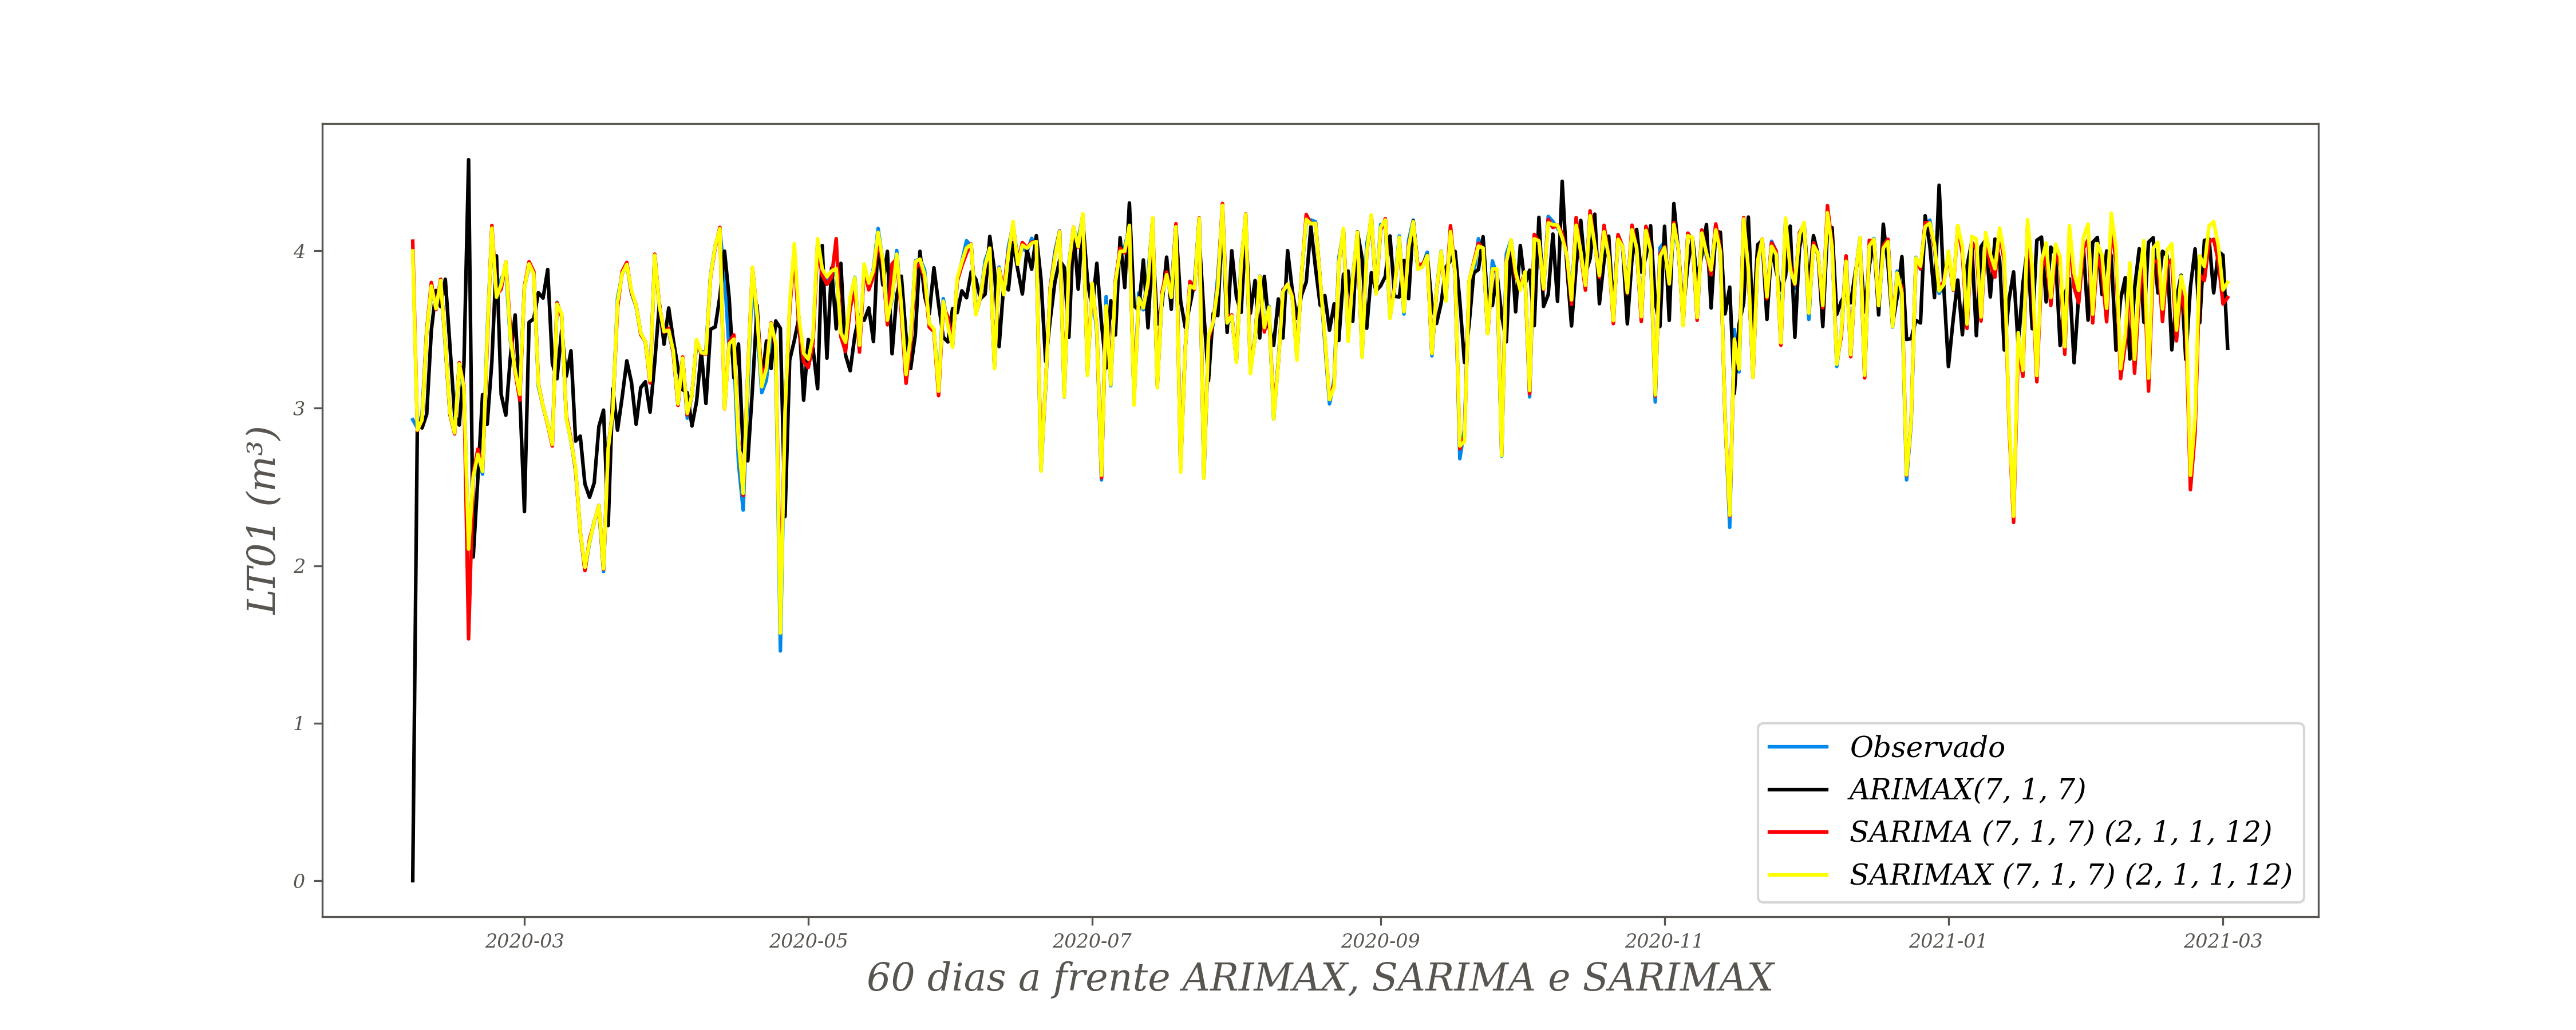 LT01 (m³)
4
3
2
1
0
Observado
ARIMAX(7, 1, 7)
SARIMA (7, 1, 7) (2, 1, 1, 12)
SARIMAX (7, 1, 7) (2, 1, 1, 12)
2020-03 2020-05 2020-07 2020-09 2020-11 2021-01 2021-03
60 dias a frente ARIMAX, SARIMA e SARIMAX